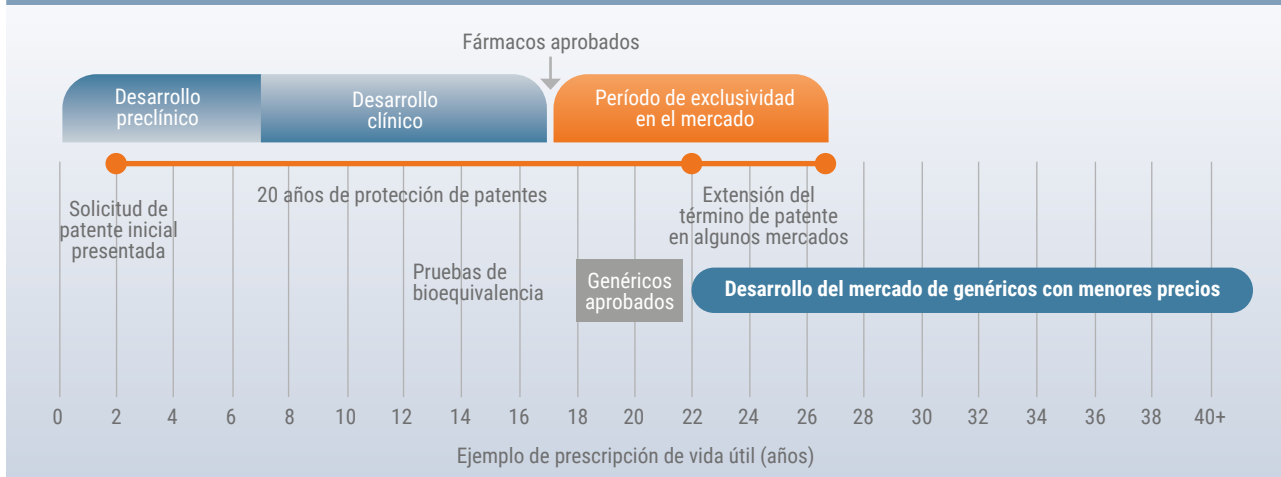 Fármacos aprobados
Desarrollo
preclínico
Desarrollo
clínico
Período de exclusividad
en el mercado
20 años de protección de patentes
Solicitud de
patente inicial
presentada
Extensión del
término de patente
en algunos mercados
Pruebas de
bioequivalencia
Genéricos
aprobados
Desarrollo del mercado de genéricos con menores precios
0 2 4 6 8 10 12 14 16 18 20 22 24 26 28 30 32 34 36 38 40+
Ejemplo de prescripción de vida útil (años)